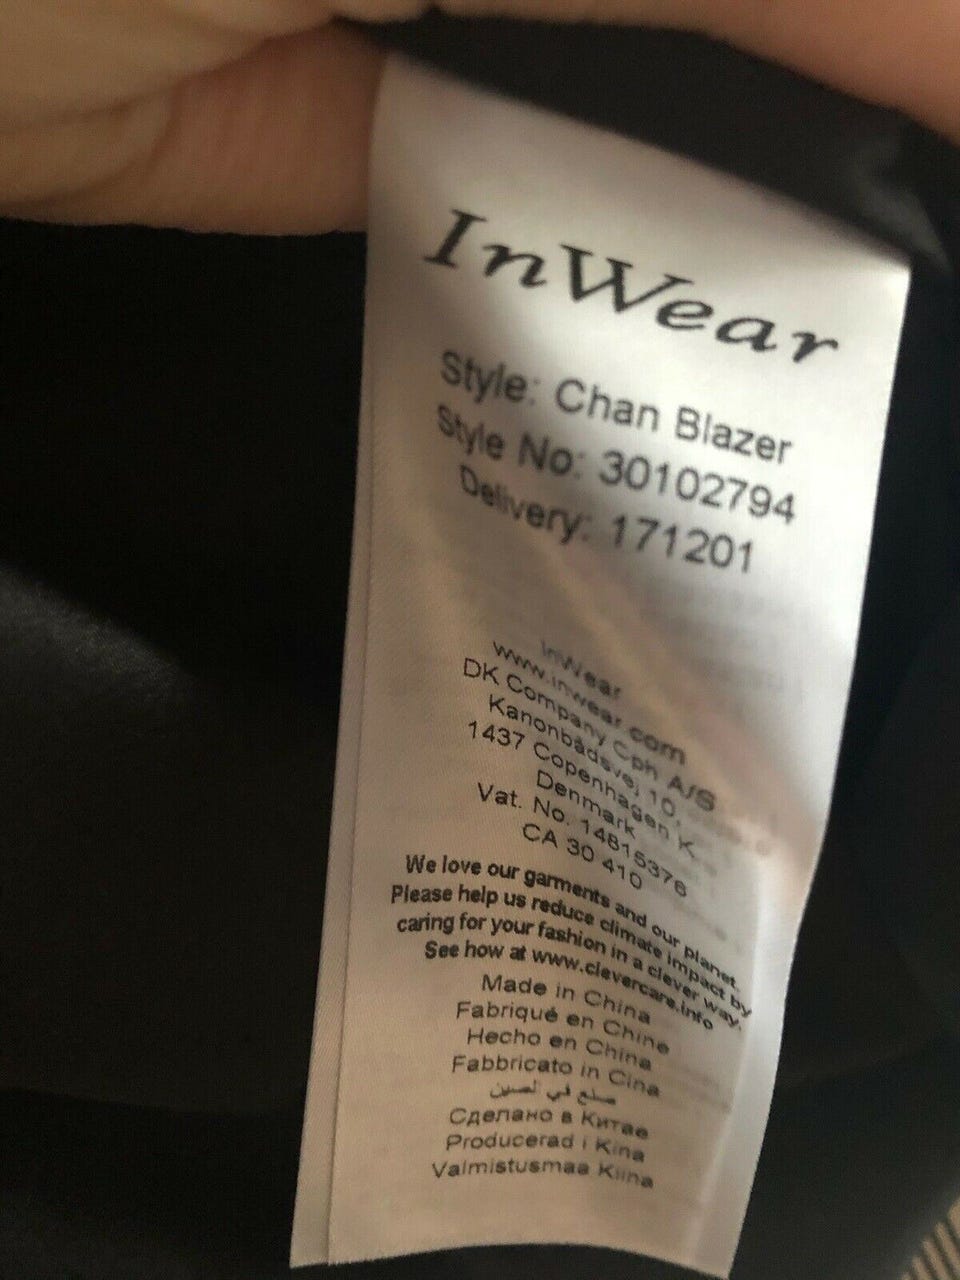 InWear
Style: Chan Blazer
Style No: 30102794
Delivery: 171201
InWear
www.inwear.com
DK Company Cph A/S
Kanonbådsvej 10,
1437 Copenhagen K.
Denmark
Vat. No. 14815376
CA 30 410
We love our garments and our planet.
Please help us reduce climate impact by
caring for your fashion in a clever way.
See how at www.clevercare.info
Made in China
Fabriqué en Chine
Hecho en China
Fabbricato in Cina
صنع في الصين
Сделано в Китае
Producerad i Kina
Valmistusmaa Kiina